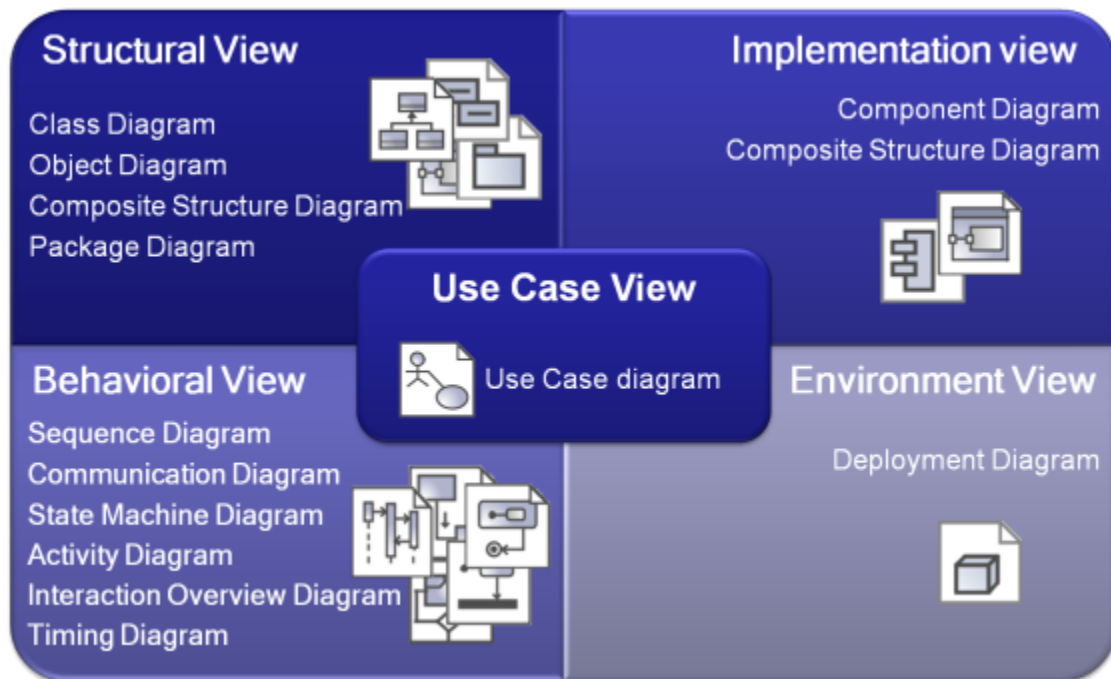 Structural View
Class Diagram
Object Diagram
Composite Structure Diagram
Package Diagram
Implementation view
Component Diagram
Composite Structure Diagram
Use Case View
Use Case diagram
Behavioral View
Sequence Diagram
Communication Diagram
State Machine Diagram
Activity Diagram
Interaction Overview Diagram
Timing Diagram
Environment View
Deployment Diagram